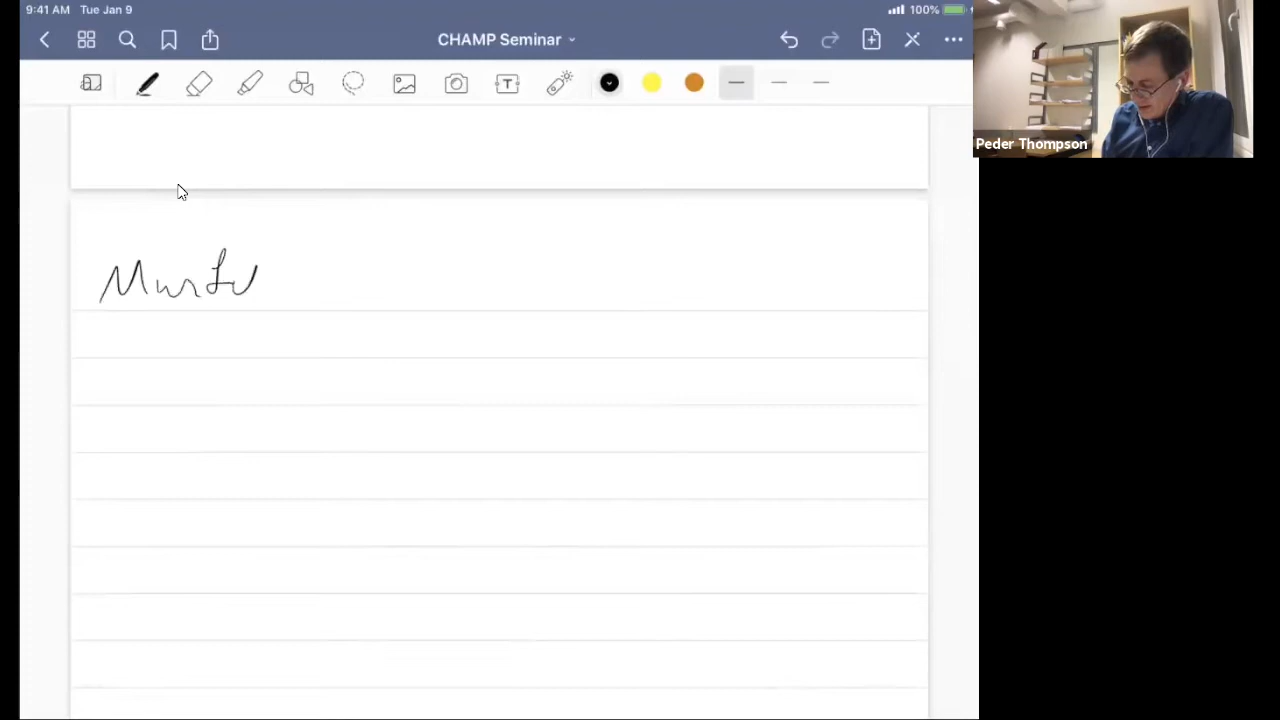 9:41 AM Tue Jan 9
100%
CHAMP Seminar
T
Peder Thompson